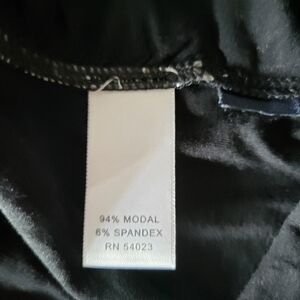 94% MODAL
6% SPANDEX
RN 54023